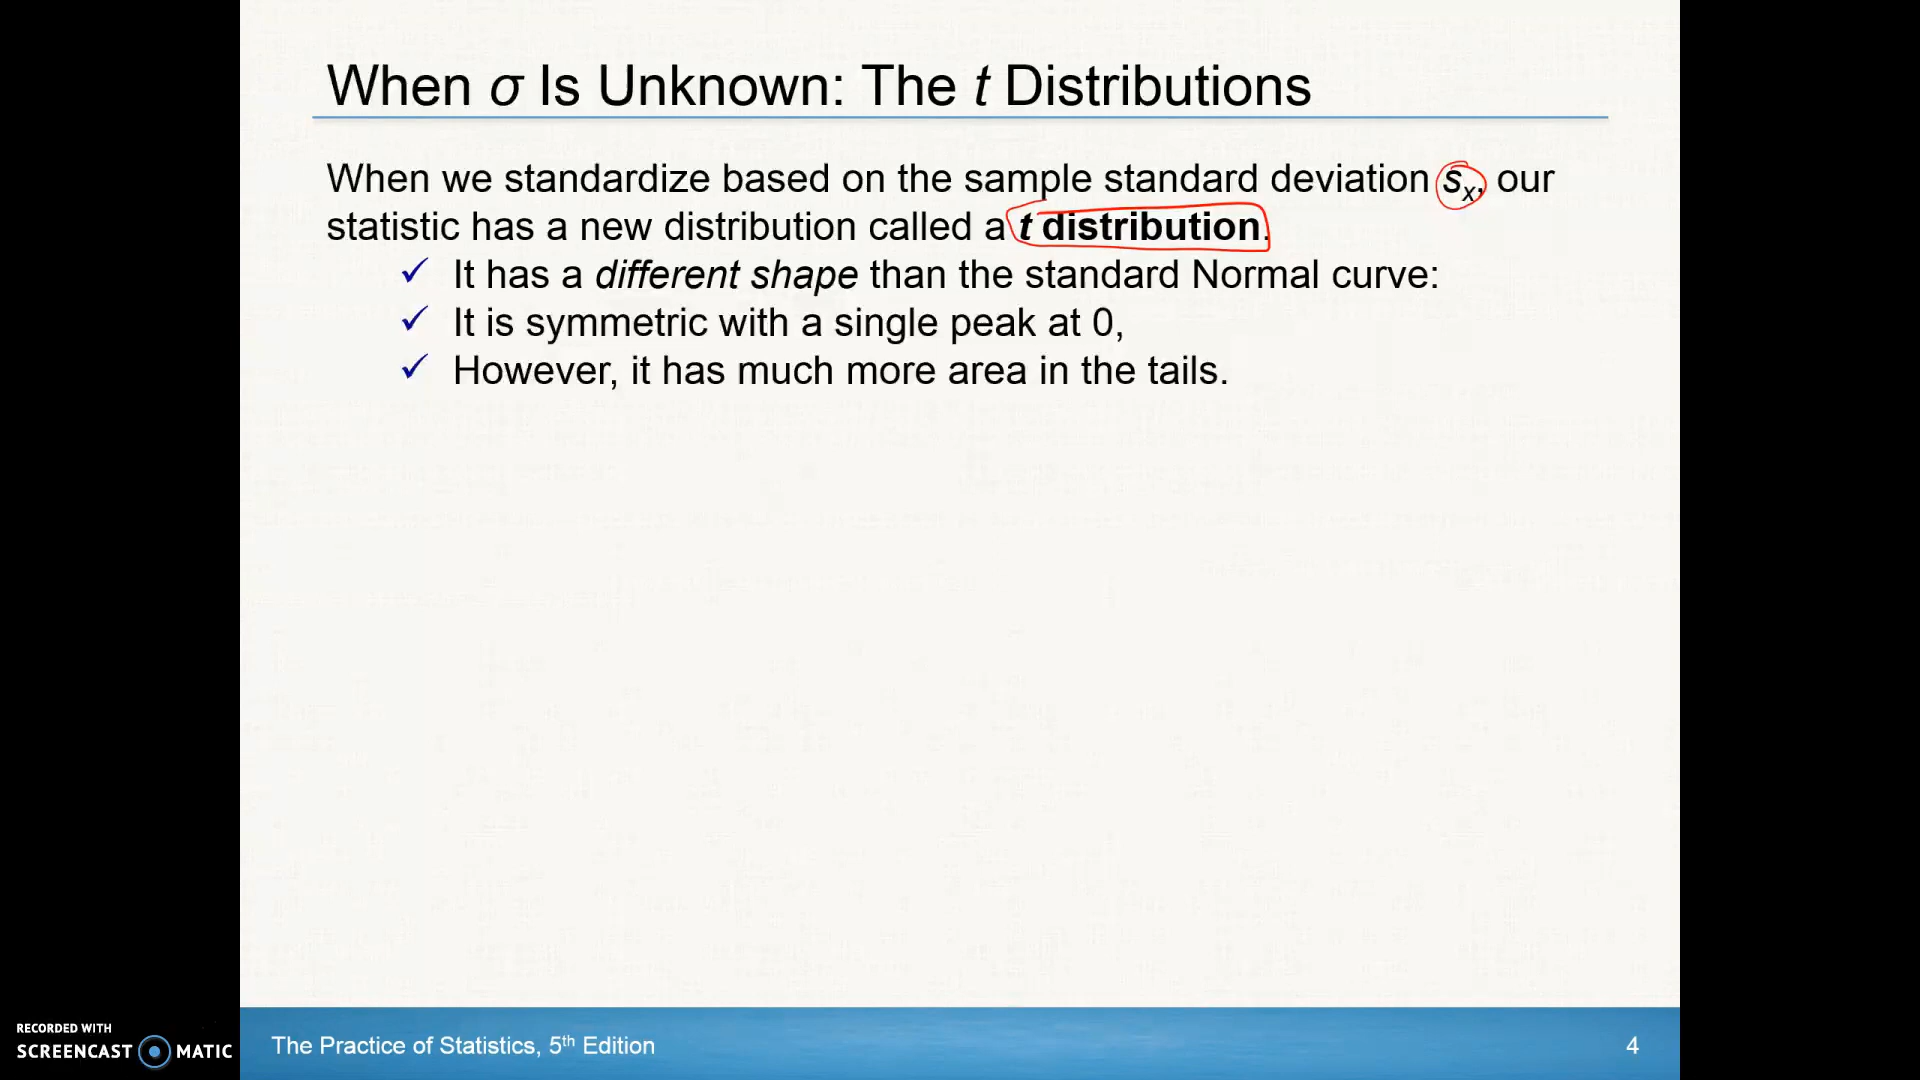 When σ Is Unknown: The t Distributions
When we standardize based on the sample standard deviation sₓ, our
statistic has a new distribution called a t distribution.
✓ It has a different shape than the standard Normal curve:
✓ It is symmetric with a single peak at 0,
✓ However, it has much more area in the tails.
RECORDED WITH
SCREENCAST MATIC
The Practice of Statistics, 5th Edition
4